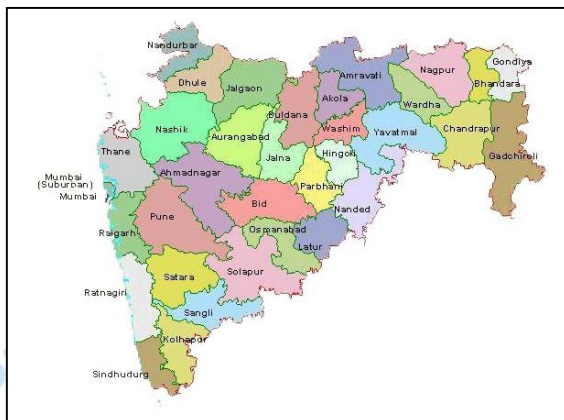 Nandurbar
Dhule
Jalgaon
Buldana
Akola
Amravati
Nagpur
Bhandara
Gondiya
Wardha
Nashik
Aurangabad
Jalna
Washim
Hingoli
Yavatmal
Chandrapur
Gadchiroli
Thane
Mumbai
(Suburban)
Mumbai
Ahmadnagar
Parbhani
Nanded
Bid
Pune
Raigarh
Osmanabad
Latur
Solapur
Satara
Ratnagiri
Sangli
Kolhapur
Sindhudurg